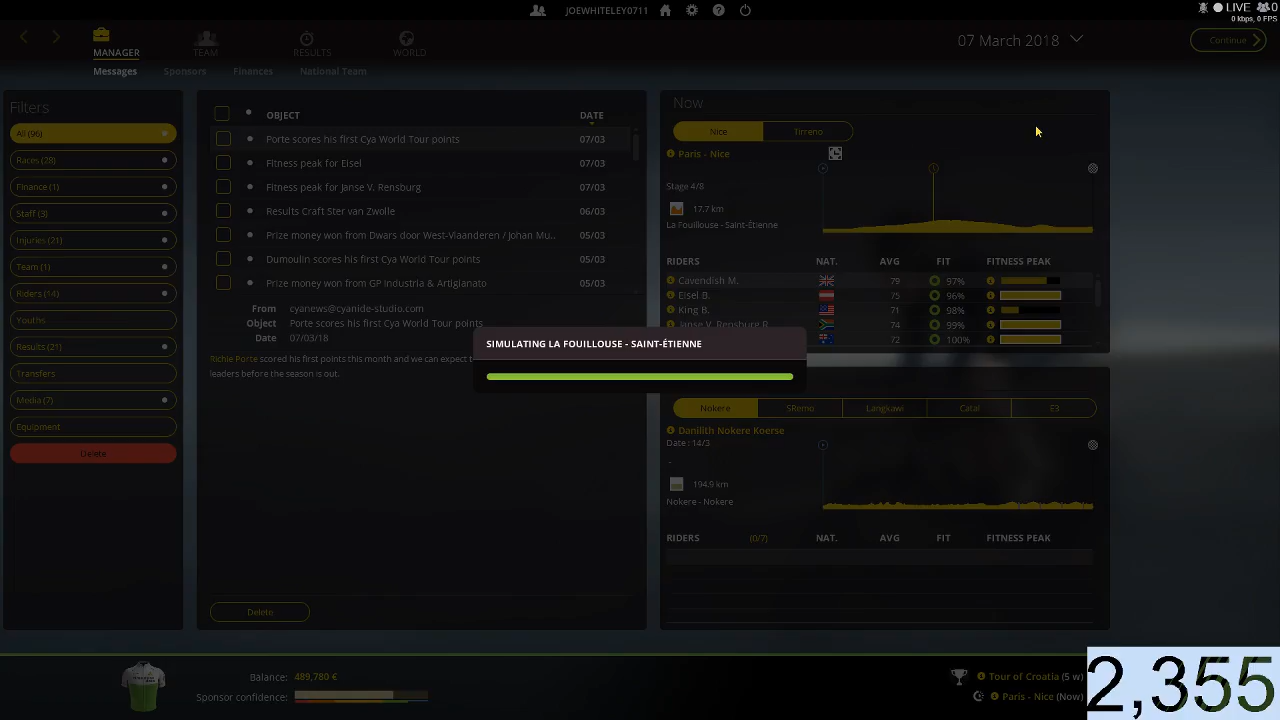 JOEWHITELEY0711
LIVE
0
0 kbps, 0 FPS
MANAGER
TEAM
RESULTS
WORLD
07 March 2018
Continue
Messages
Sponsors
Finances
National Team
Filters
All (96)
Races (28)
Finance (1)
Staff (3)
Injuries (21)
Team (1)
Riders (14)
Youths
Results (21)
Transfers
Media (7)
Equipment
Delete
OBJECT
DATE
Porte scores his first Cya World Tour points
07/03
Fitness peak for Eisel
07/03
Fitness peak for Janse V. Rensburg
07/03
Results Craft Ster van Zwolle
06/03
Prize money won from Dwars door West-Vlaanderen / Johan Mu..
05/03
Dumoulin scores his first Cya World Tour points
05/03
Prize money won from GP Industria & Artigianato
05/03
From cyanews@cyanide-studio.com
Object Porte scores his first Cya World Tour points
Date 07/03/18
Richie Porte scored his first points this month and we can expect t
leaders before the season is out.
Delete
SIMULATING LA FOUILLOUSE - SAINT-ÉTIENNE
Now
Nice
Tirreno
Paris - Nice
Stage 4/8
17.7 km
La Fouillouse - Saint-Étienne
RIDERS NAT. AVG FIT FITNESS PEAK
Cavendish M. 79 97%
Eisel B. 75 96%
King B. 71 98%
Janse V. Rensburg R. 74 99%
72 100%
Nokere
SRemo
Langkawi
Catal
E3
Danilith Nokere Koerse
Date : 14/3
-
194.9 km
Nokere - Nokere
RIDERS (0/7) NAT. AVG FIT FITNESS PEAK
Balance: 489,780 €
Sponsor confidence:
Tour of Croatia (5 w)
Paris - Nice (Now)
2,355